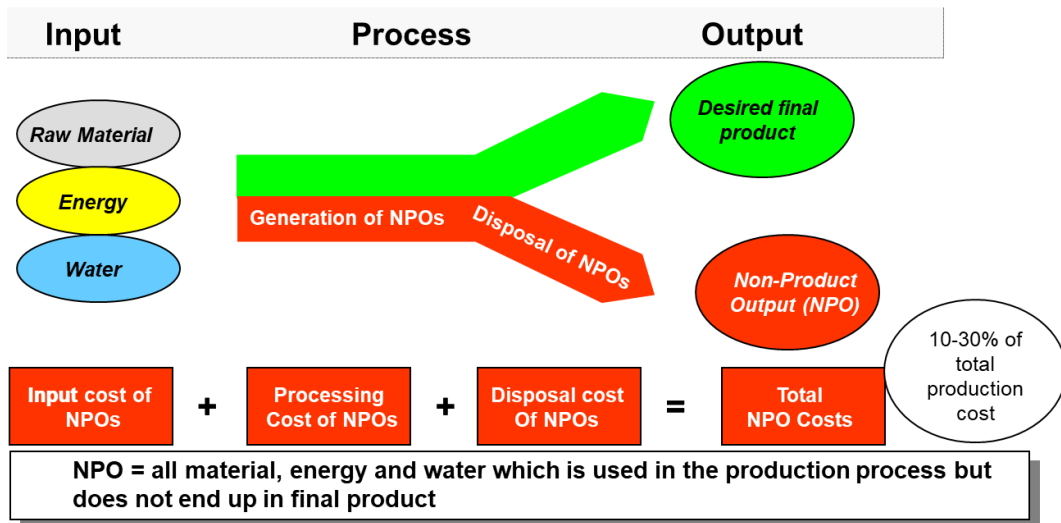 Input Process Output
Raw Material
Energy
Water
Generation of NPOs
Disposal of NPOs
Desired final
product
Non-Product
Output (NPO)
10-30% of
total
production
cost
Input cost of
NPOs
+
Processing
Cost of NPOs
+
Disposal cost
Of NPOs
=
Total
NPO Costs
NPO = all material, energy and water which is used in the production process but
does not end up in final product